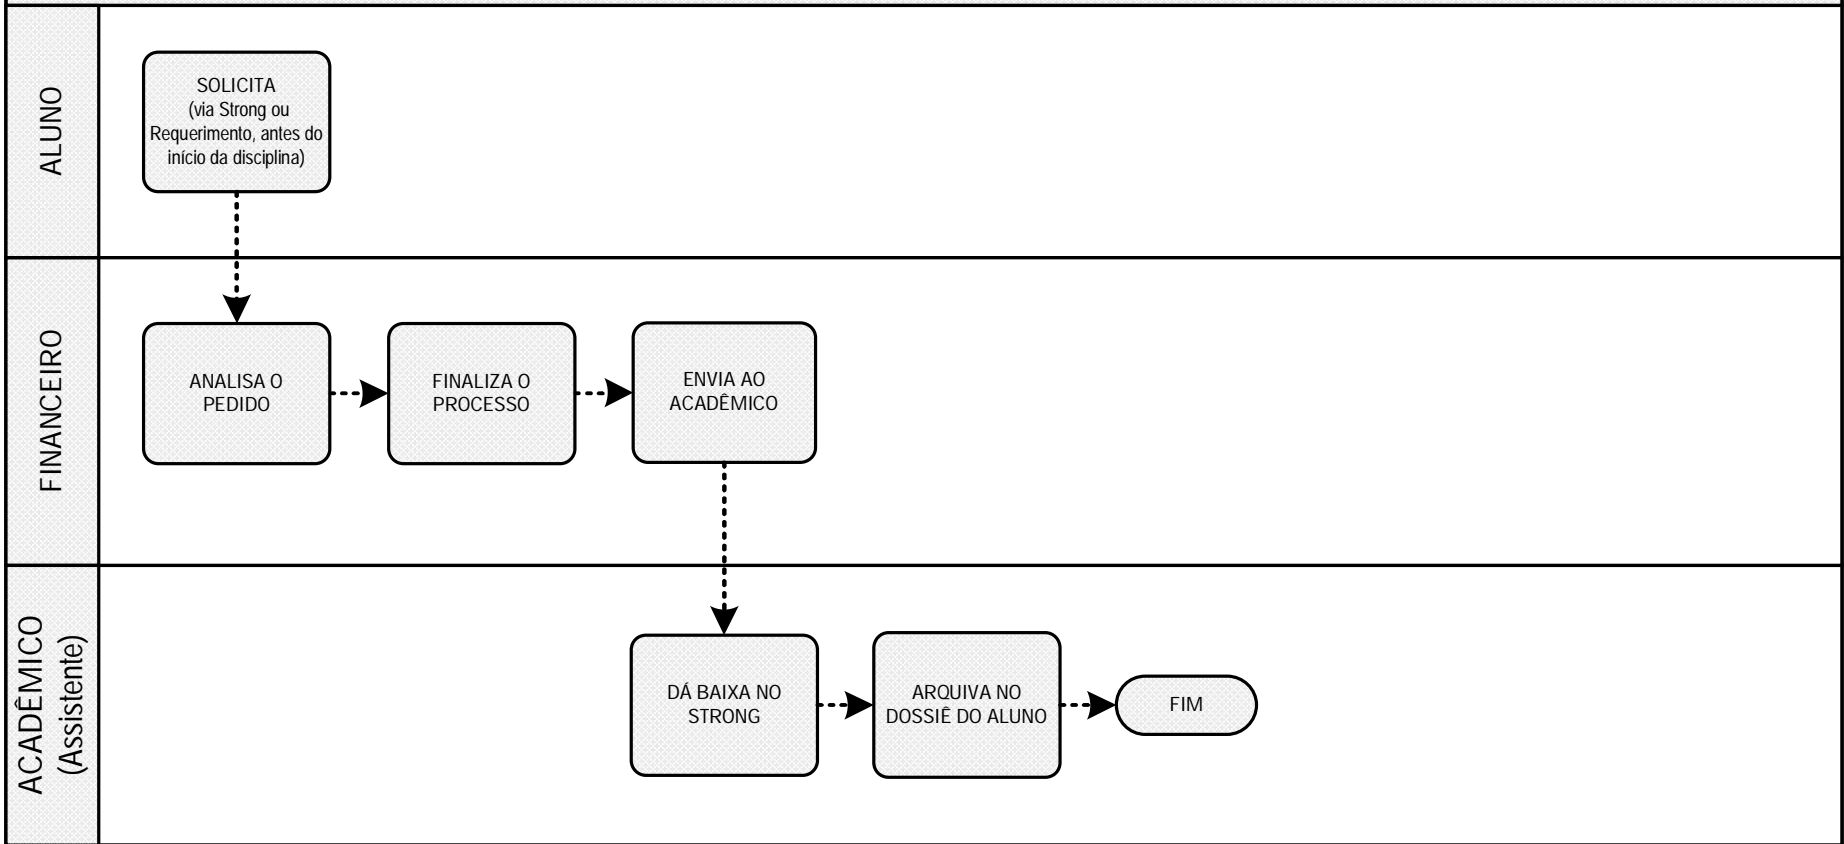 ALUNO
SOLICITA
(via Strong ou
Requerimento, antes do
início da disciplina)
FINANCEIRO
ANALISA O
PEDIDO
FINALIZA O
PROCESSO
ENVIA AO
ACADÊMICO
ACADÊMICO
(Assistente)
DÁ BAIXA NO
STRONG
ARQUIVA NO
DOSSIÊ DO ALUNO
FIM